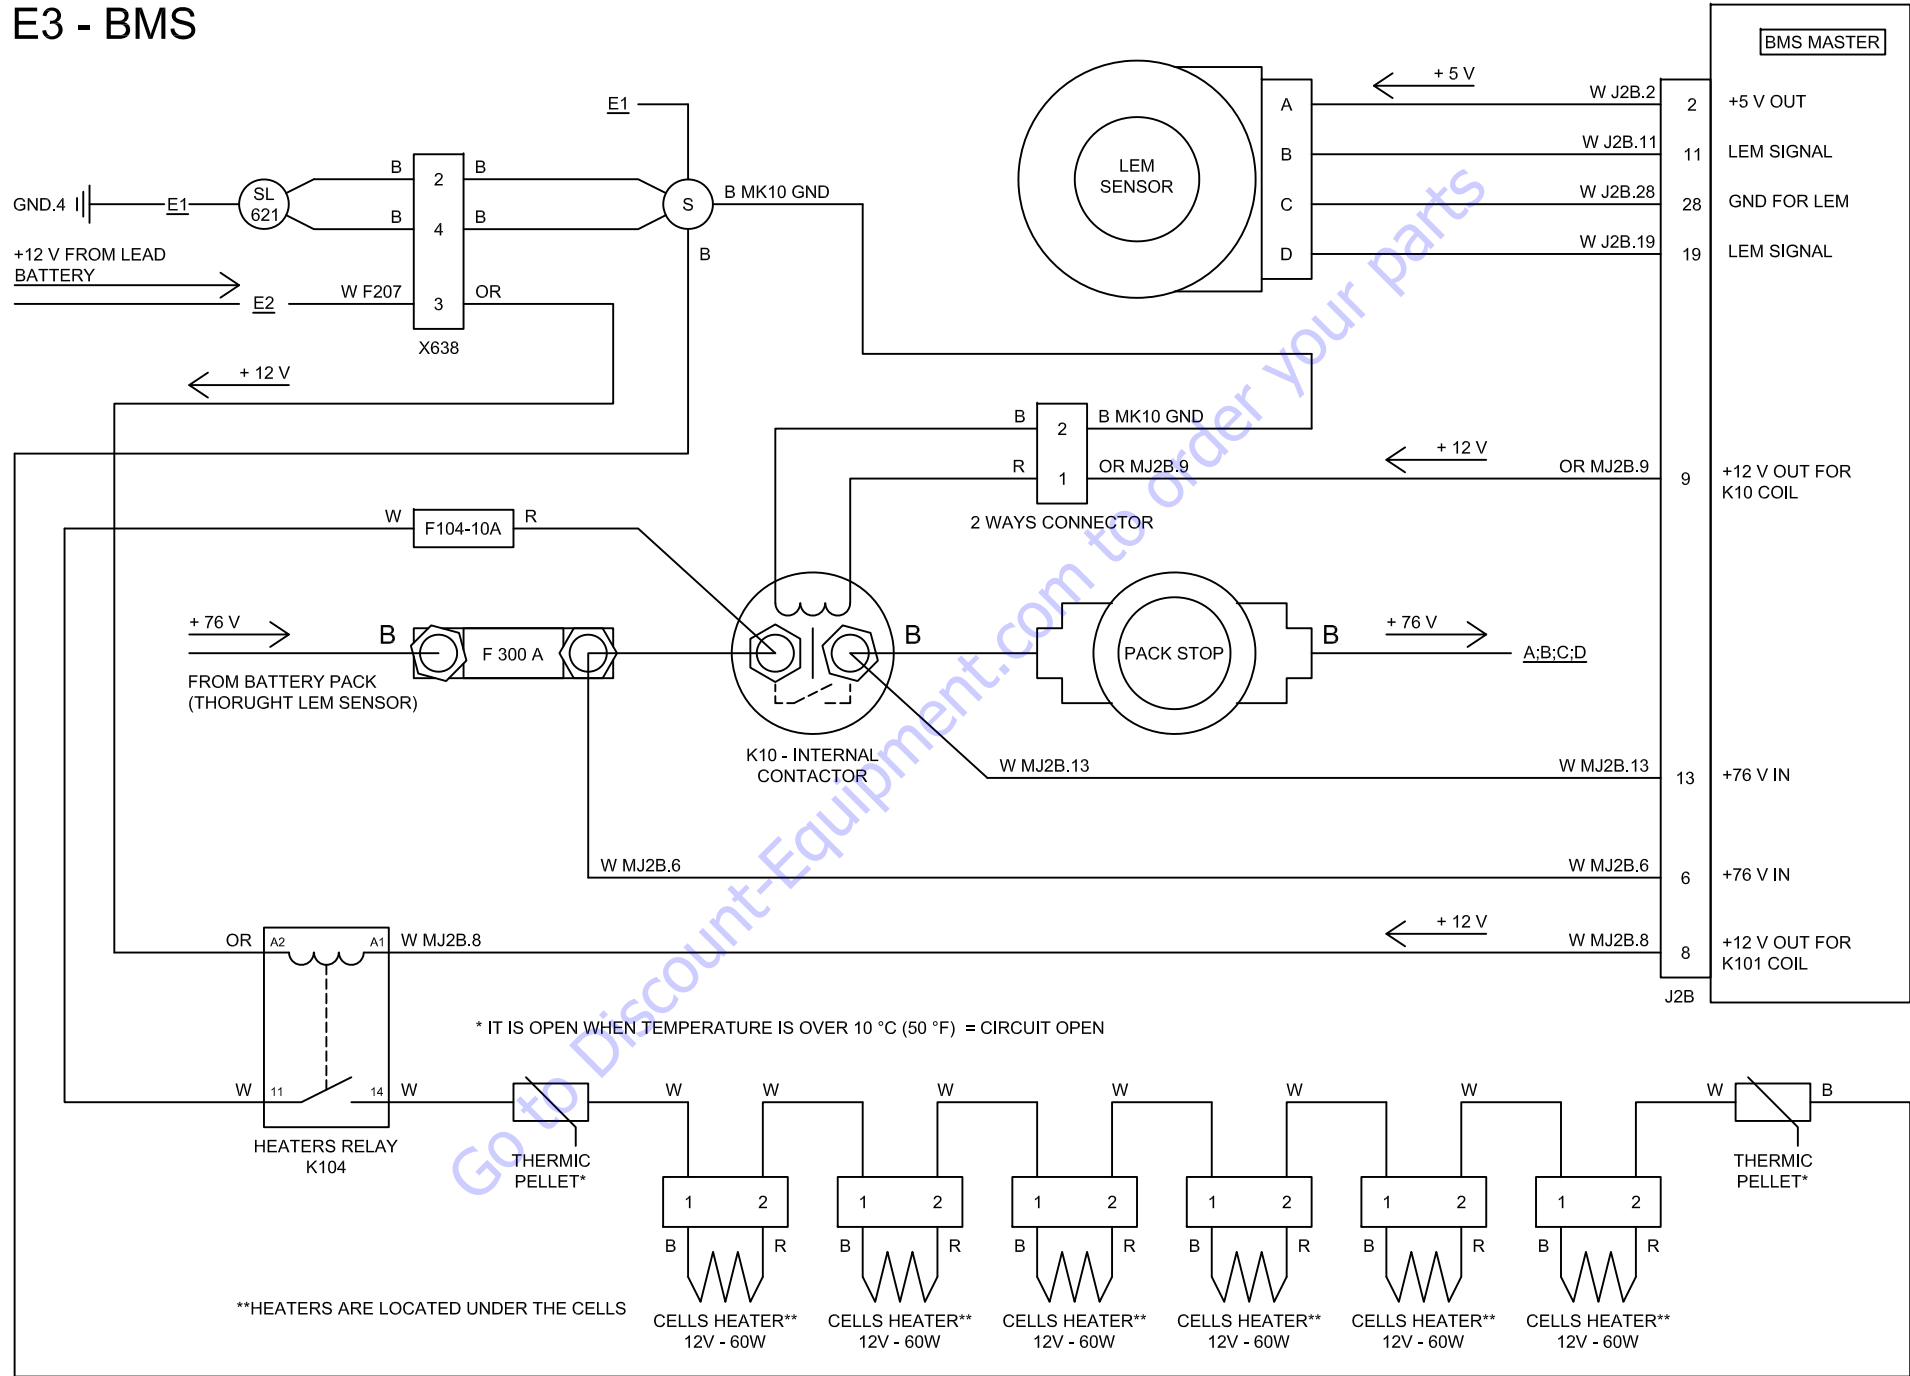 E3 - BMS
BMS MASTER
E1
+ 5 V
W J2B.2
A
2
+5 V OUT
W J2B.11
B
11
LEM SIGNAL
LEM
SENSOR
W J2B.28
C
28
GND FOR LEM
W J2B.19
D
19
LEM SIGNAL
GND.4
E1
SL
621
B
2
B
B
4
B
S
B MK10 GND
B
+12 V FROM LEAD
BATTERY
E2
W F207
3
OR
X638
+ 12 V
B
2
B MK10 GND
R
1
OR MJ2B.9
+ 12 V
OR MJ2B.9
9
+12 V OUT FOR
K10 COIL
2 WAYS CONNECTOR
W
F104-10A
R
+ 76 V
B
F 300 A
B
PACK STOP
B
+ 76 V
A;B;C;D
FROM BATTERY PACK
(THORUGHT LEM SENSOR)
K10 - INTERNAL
CONTACTOR
W MJ2B.13
W MJ2B.13
13
+76 V IN
W MJ2B.6
W MJ2B.6
6
+76 V IN
OR
A2
A1
W MJ2B.8
+ 12 V
W MJ2B.8
8
+12 V OUT FOR
K101 COIL
J2B
* IT IS OPEN WHEN TEMPERATURE IS OVER 10 °C (50 °F)  = CIRCUIT OPEN
W
11
14
W
HEATERS RELAY
K104
THERMIC
PELLET*
W
W
W
W
W
W
W
B
THERMIC
PELLET*
1 2
1 2
1 2
1 2
1 2
1 2
B R
B R
B R
B R
B R
B R
**HEATERS ARE LOCATED UNDER THE CELLS
CELLS HEATER**
12V - 60W
CELLS HEATER**
12V - 60W
CELLS HEATER**
12V - 60W
CELLS HEATER**
12V - 60W
CELLS HEATER**
12V - 60W
CELLS HEATER**
12V - 60W
Go to Discount-Equipment.com to order your parts